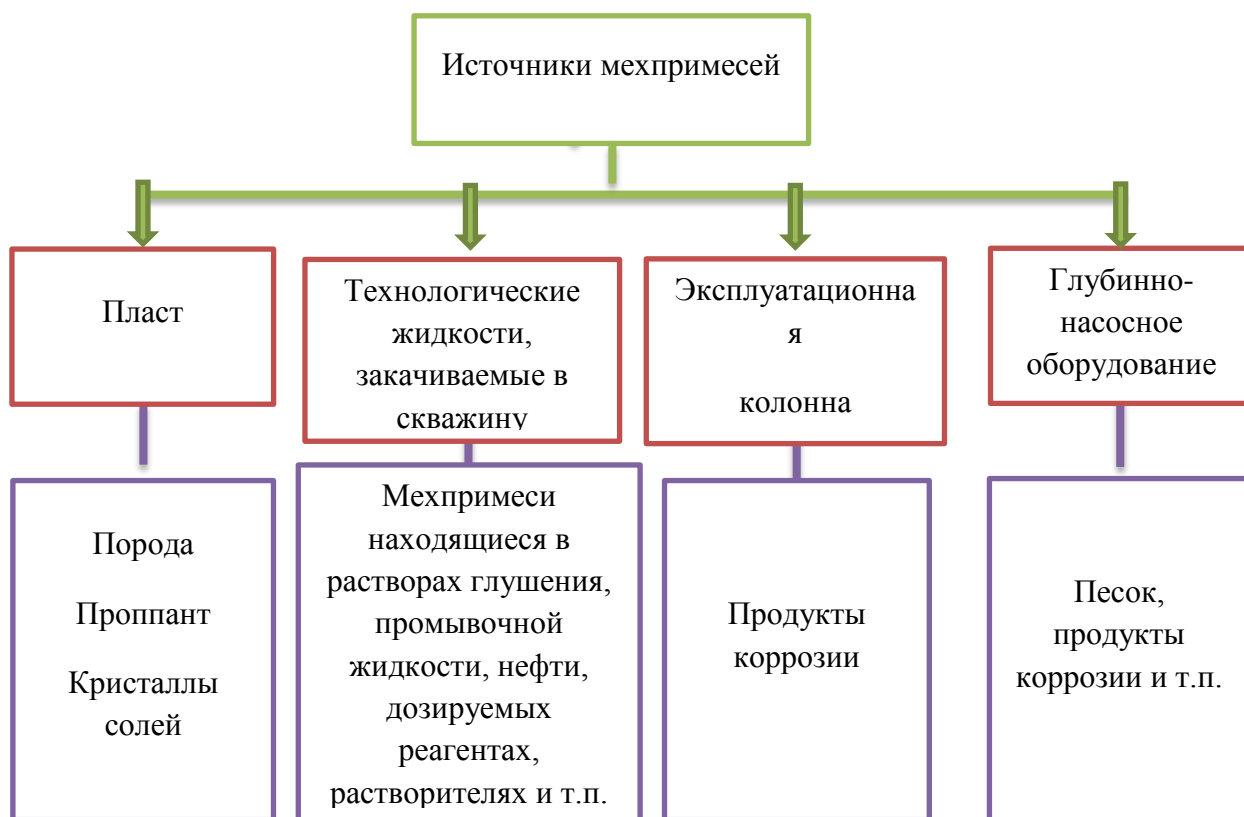 Источники мехпримесей
Пласт
Технологические
жидкости,
закачиваемые в
скважину
Эксплуатационна
я
колонна
Глубинно-
насосное
оборудование
Порода
Проппант
Кристаллы
солей
Мехпримеси
находящиеся в
растворах глушения,
промывочной
жидкости, нефти,
дозируемых
реагентах,
растворителях и т.п.
Продукты
коррозии
Песок,
продукты
коррозии и т.п.